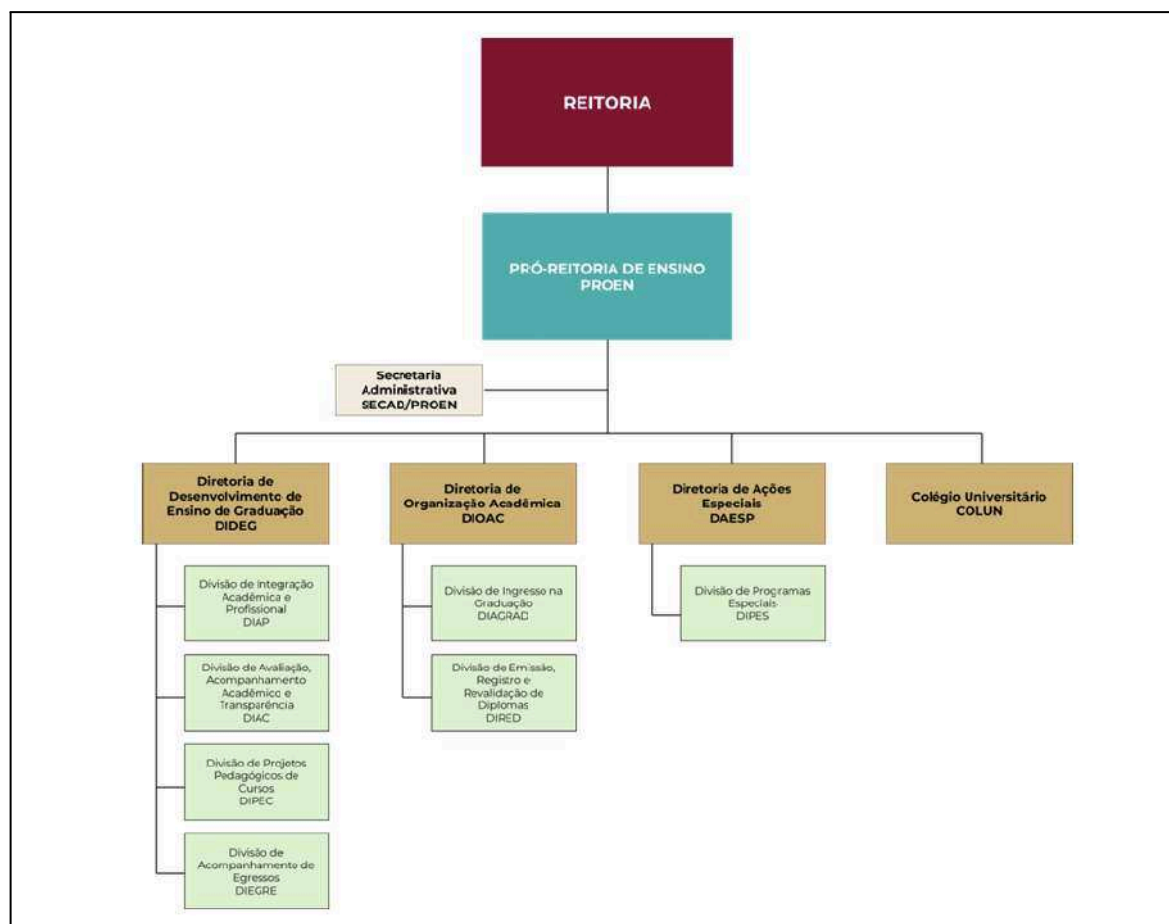 REITORIA
PRÓ-REITORIA DE ENSINO
PROEN
Secretaria
Administrativa
SECAD/PROEN
Diretoria de
Desenvolvimento de
Ensino de Graduação
DIDEG
Diretoria de
Organização Acadêmica
DIOAC
Diretoria de Ações
Especiais
DAESP
Colégio Universitário
COLUN
Divisão de Integração
Acadêmica e
Profissional
DIAP
Divisão de Ingresso na
Graduação
DIAGRAD
Divisão de Programas
Especiais
DIPES
Divisão de Avaliação,
Acompanhamento
Acadêmico e
Transparência
DIAC
Divisão de Emissão,
Registro e
Revalidação de
Diplomas
DIRED
Divisão de Projetos
Pedagógicos de
Cursos
DIPEC
Divisão de
Acompanhamento de
Egressos
DIEGRE